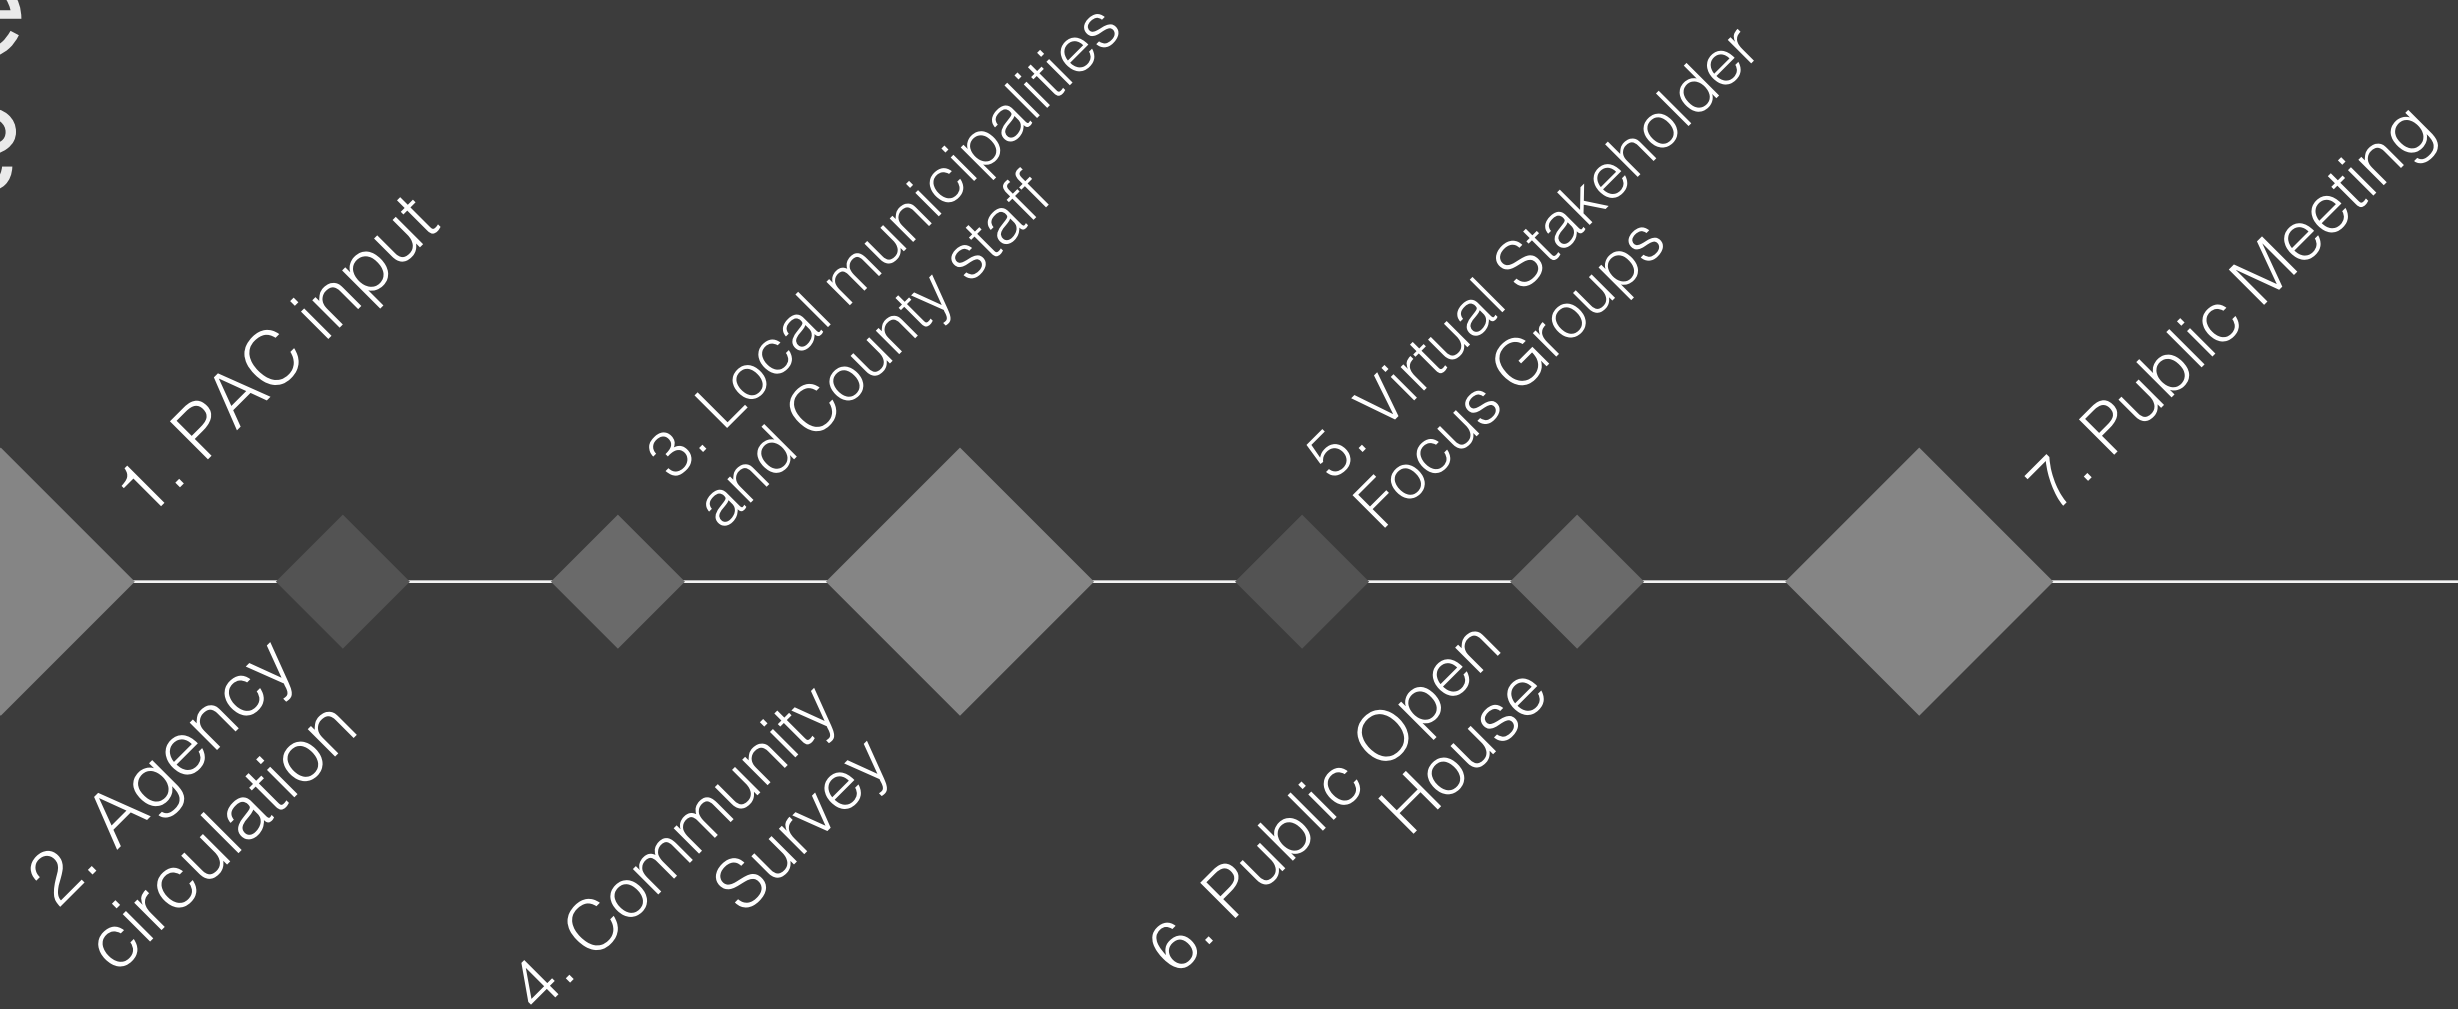 1. PAC input
2. Agency
circulation
3. Local municipalities
and County staff
4. Community
Survey
5. Virtual Stakeholder
Focus Groups
6. Public Open
House
7. Public Meeting